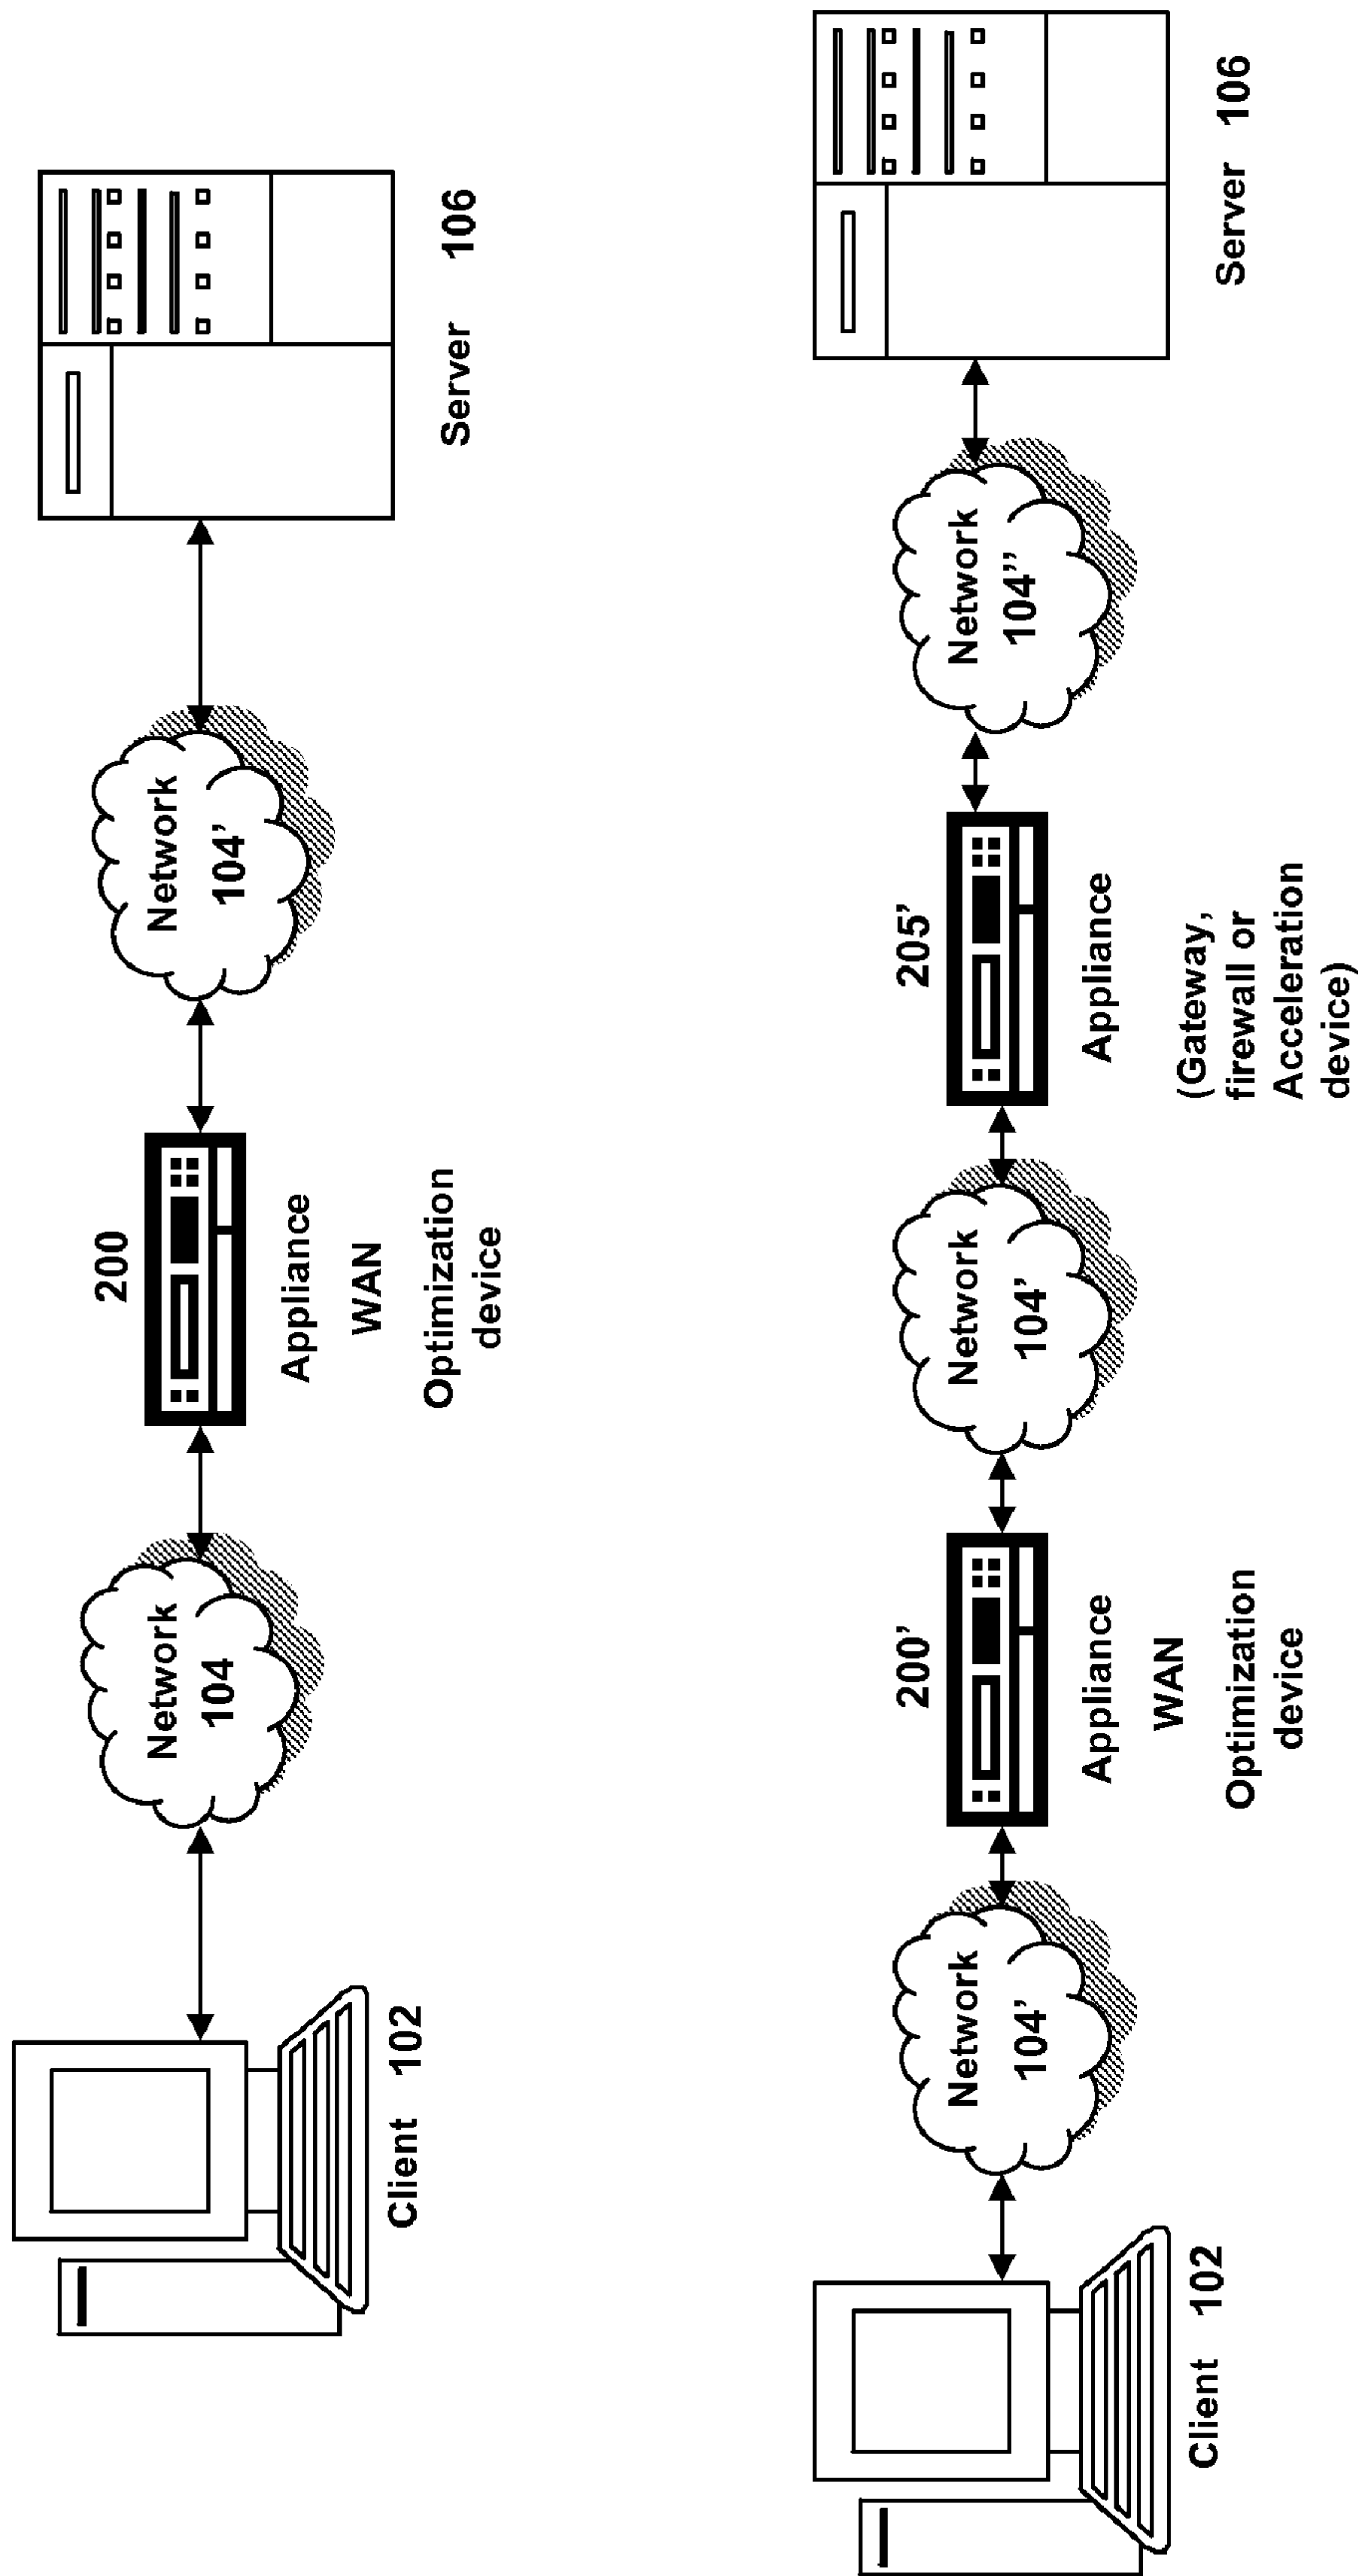 Client 102
Network
104
200
Appliance
WAN
Optimization
device
Network
104’
Server 106
Client 102
Network
104’
200’
Appliance
WAN
Optimization
device
Network
104’
205’
Appliance
(Gateway,
firewall or
Acceleration
device)
Network
104’’
Server 106